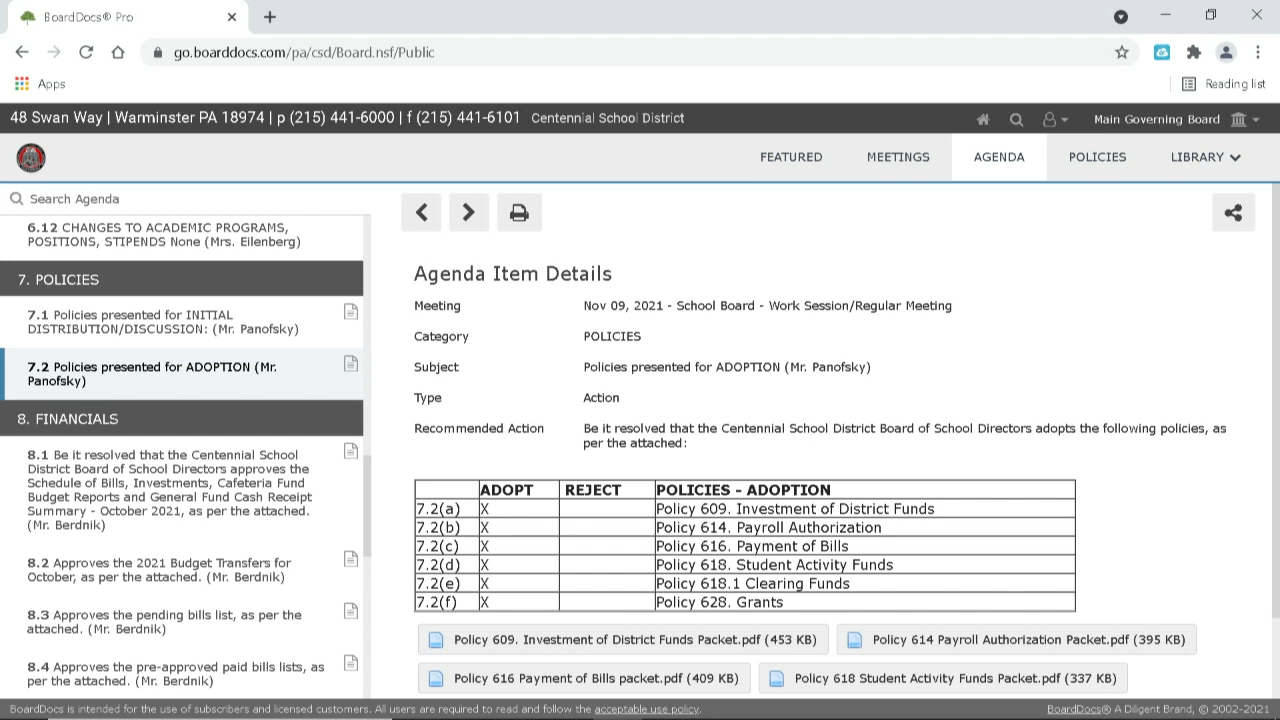 BoardDocs® Pro
go.boarddocs.com/pa/csd/Board.nsf/Public
Apps
Reading list
48 Swan Way | Warminster PA 18974 | p (215) 441-6000 | f (215) 441-6101 Centennial School District
Main Governing Board
FEATURED MEETINGS AGENDA POLICIES LIBRARY
Search Agenda
6.12 CHANGES TO ACADEMIC PROGRAMS,
POSITIONS, STIPENDS None (Mrs. Eilenberg)
7. POLICIES
7.1 Policies presented for INITIAL
DISTRIBUTION/DISCUSSION: (Mr. Panofsky)
7.2 Policies presented for ADOPTION (Mr.
Panofsky)
8. FINANCIALS
8.1 Be it resolved that the Centennial School
District Board of School Directors approves the
Schedule of Bills, Investments, Cafeteria Fund
Budget Reports and General Fund Cash Receipt
Summary - October 2021, as per the attached.
(Mr. Berdnik)
8.2 Approves the 2021 Budget Transfers for
October, as per the attached. (Mr. Berdnik)
8.3 Approves the pending bills list, as per the
attached. (Mr. Berdnik)
8.4 Approves the pre-approved paid bills lists, as
per the attached. (Mr. Berdnik)
Agenda Item Details
Meeting Nov 09, 2021 - School Board - Work Session/Regular Meeting
Category POLICIES
Subject Policies presented for ADOPTION (Mr. Panofsky)
Type Action
Recommended Action Be it resolved that the Centennial School District Board of School Directors adopts the following policies, as
per the attached:
ADOPT REJECT POLICIES - ADOPTION
7.2(a) X Policy 609. Investment of District Funds
7.2(b) X Policy 614. Payroll Authorization
7.2(c) X Policy 616. Payment of Bills
7.2(d) X Policy 618. Student Activity Funds
7.2(e) X Policy 618.1 Clearing Funds
7.2(f) X Policy 628. Grants
Policy 609. Investment of District Funds Packet.pdf (453 KB) Policy 614 Payroll Authorization Packet.pdf (395 KB)
Policy 616 Payment of Bills packet.pdf (409 KB) Policy 618 Student Activity Funds Packet.pdf (337 KB)
BoardDocs is intended for the use of subscribers and licensed customers. All users are required to read and follow the acceptable use policy. BoardDocs® A Diligent Brand, © 2002-2021